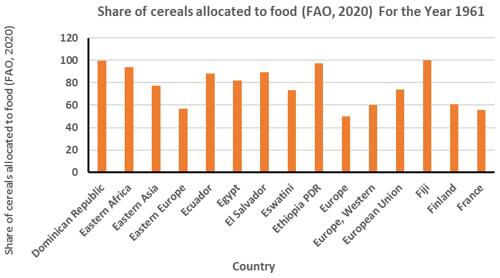 Share of cereals allocated to food (FAO, 2020)  For the Year 1961
Share of cereals allocated to food (FAO, 2020)
120
100
80
60
40
20
0
Dominican Republic
Eastern Africa
Eastern Asia
Eastern Europe
Ecuador
Egypt
El Salvador
Eswatini
Ethiopia PDR
Europe
Europe, Western
European Union
Fiji
Finland
France
Country